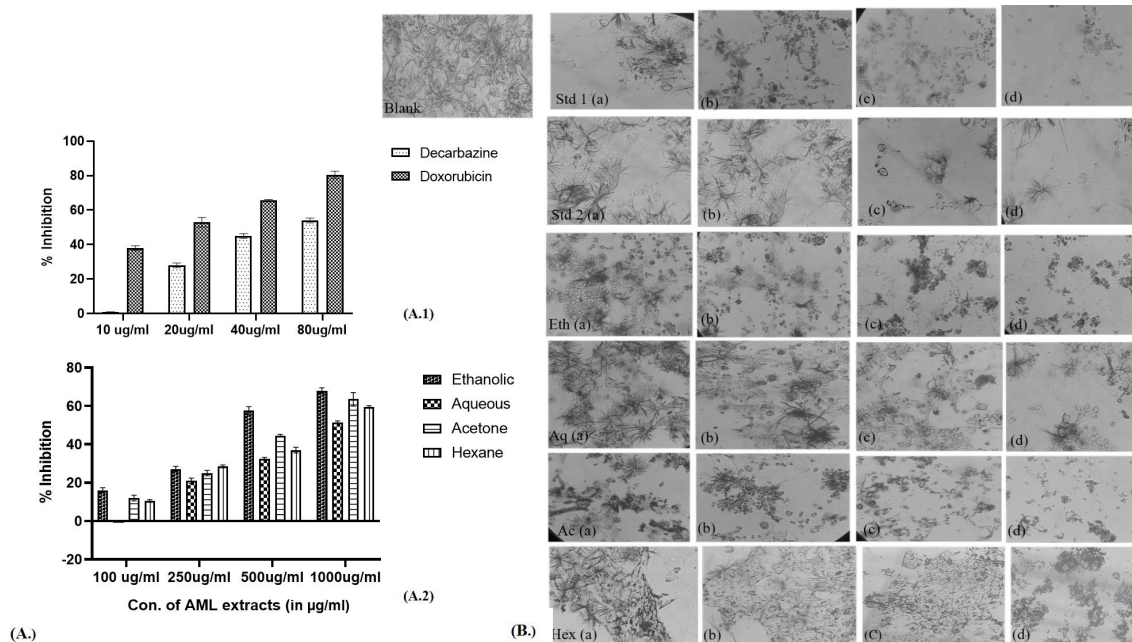 Blank
Decarbazine
Doxorubicin
100
80
60
40
20
0
% Inhibition
10 ug/ml 20ug/ml 40ug/ml 80ug/ml
(A.1)
Ethanolic
Aqueous
Acetone
Hexane
80
60
40
20
0
-20
% Inhibition
100 ug/ml 250ug/ml 500ug/ml 1000ug/ml
Con. of AML extracts (in µg/ml)
(A.2)
(A.)
Std 1 (a) (b) (c) (d)
Std 2 (a) (b) (c) (d)
Eth (a) (b) (c) (d)
Aq (a) (b) (c) (d)
Ac (a) (b) (c) (d)
Hex (a) (b) (C) (d)
(B.)